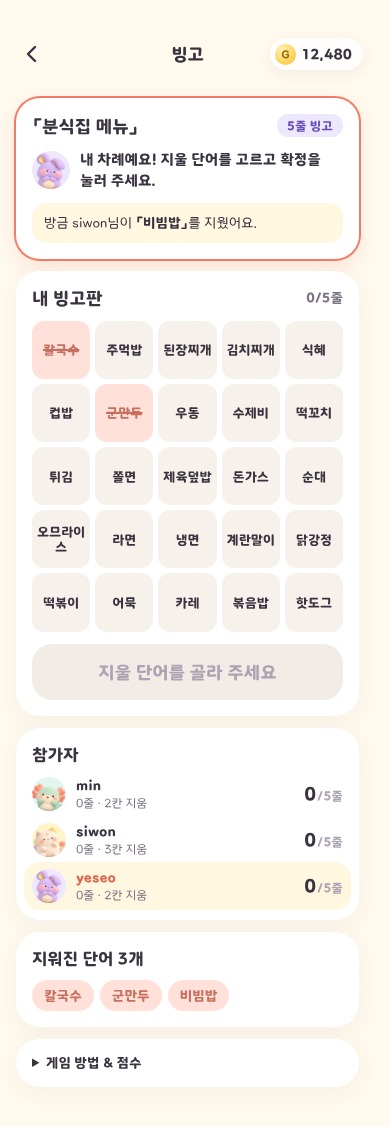 빙고
G 12,480
「분식집 메뉴」
5줄 빙고
내 차례예요! 지울 단어를 고르고 확정을
눌러 주세요.
방금 siwon님이 「비빔밥」를 지웠어요.
내 빙고판
0/5줄
칼국수 주먹밥 된장찌개 김치찌개 식혜
컵밥 군만두 우동 수제비 떡꼬치
튀김 쫄면 제육덮밥 돈가스 순대
오므라이
스
라면 냉면 계란말이 닭강정
떡볶이 어묵 카레 볶음밥 핫도그
지울 단어를 골라 주세요
참가자
min
0줄 · 2칸 지움
0/5줄
siwon
0줄 · 3칸 지움
0/5줄
yeseo
0줄 · 2칸 지움
0/5줄
지워진 단어 3개
칼국수 군만두 비빔밥
▶ 게임 방법 & 점수